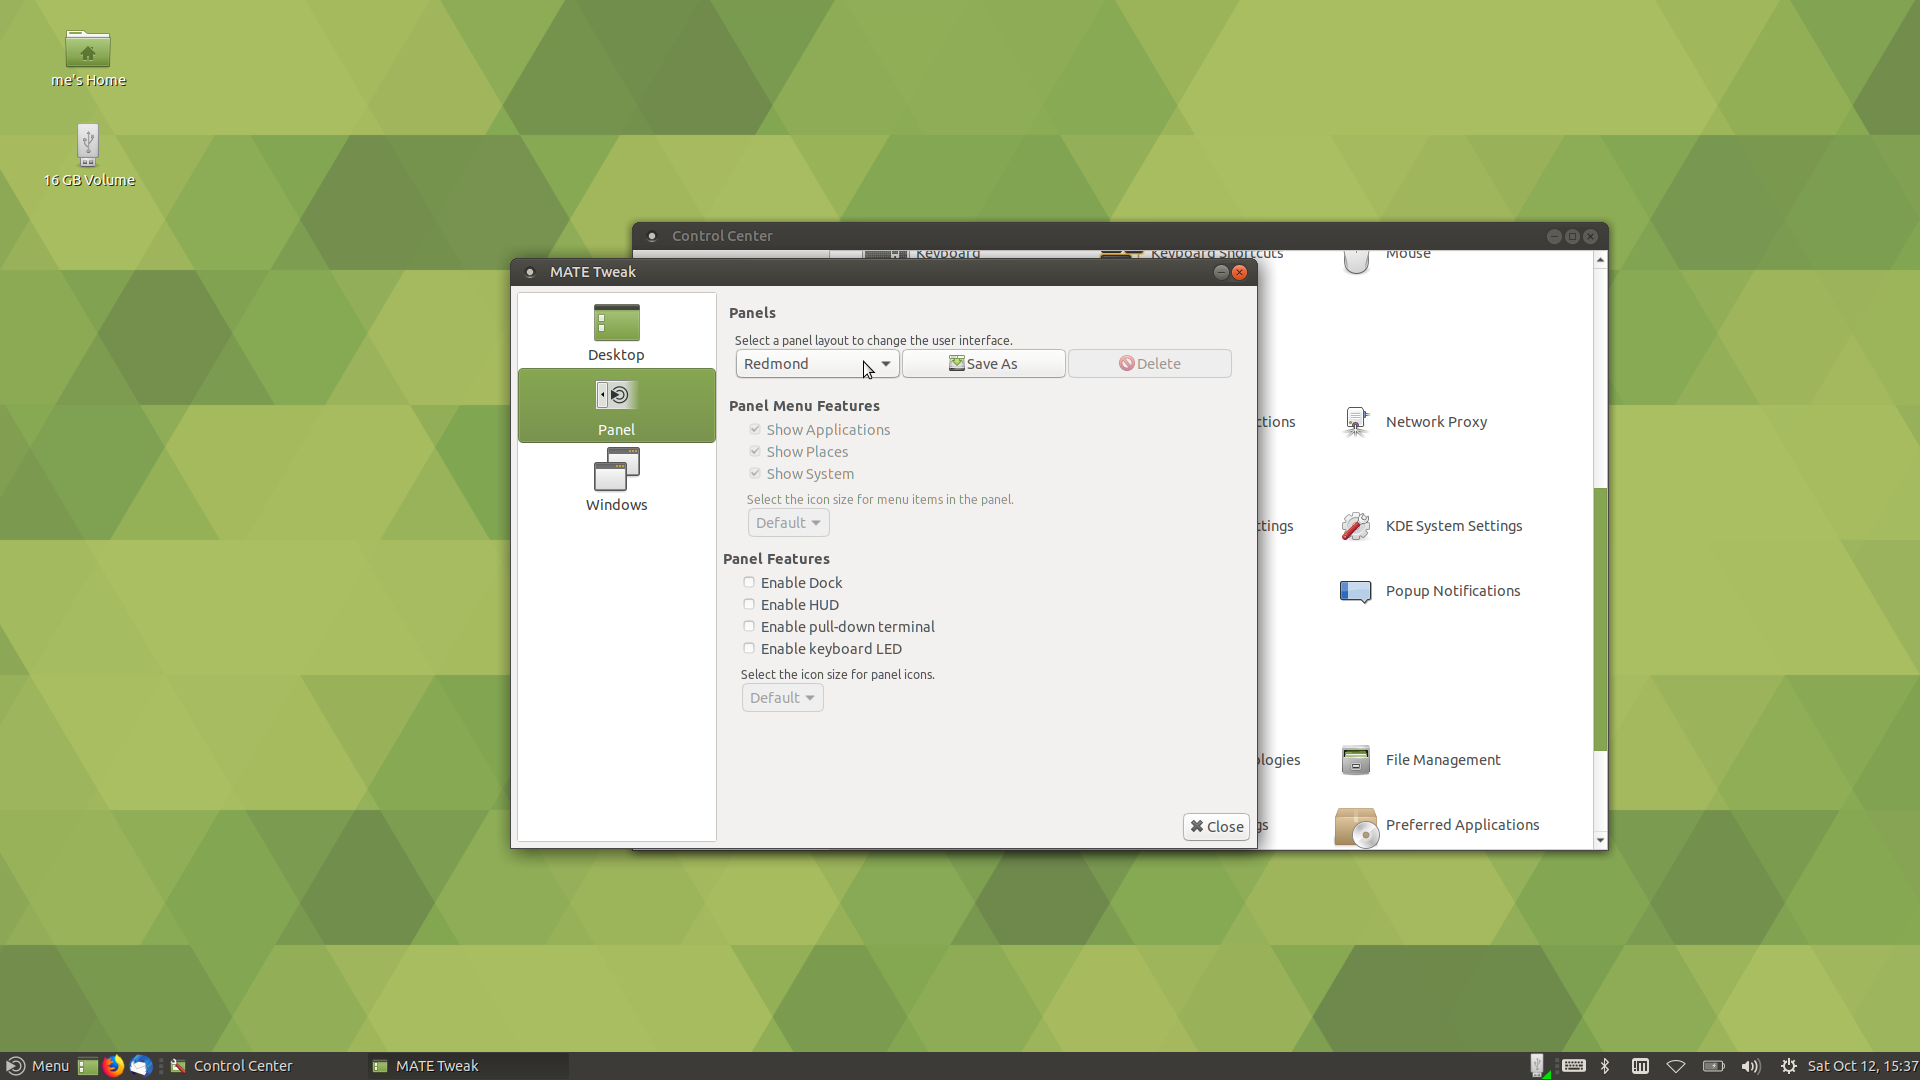 me's Home
16 GB Volume
Control Center
Keyboard
Keyboard Shortcuts
Mouse
MATE Tweak
Desktop
Panel
Windows
Panels
Select a panel layout to change the user interface.
Redmond
Save As
Delete
Panel Menu Features
Show Applications
Show Places
Show System
Select the icon size for menu items in the panel.
Default
Panel Features
Enable Dock
Enable HUD
Enable pull-down terminal
Enable keyboard LED
Select the icon size for panel icons.
Default
Close
ctions
Network Proxy
ttings
KDE System Settings
Popup Notifications
ologies
File Management
gs
Preferred Applications
Menu
Control Center
MATE Tweak
Sat Oct 12, 15:37